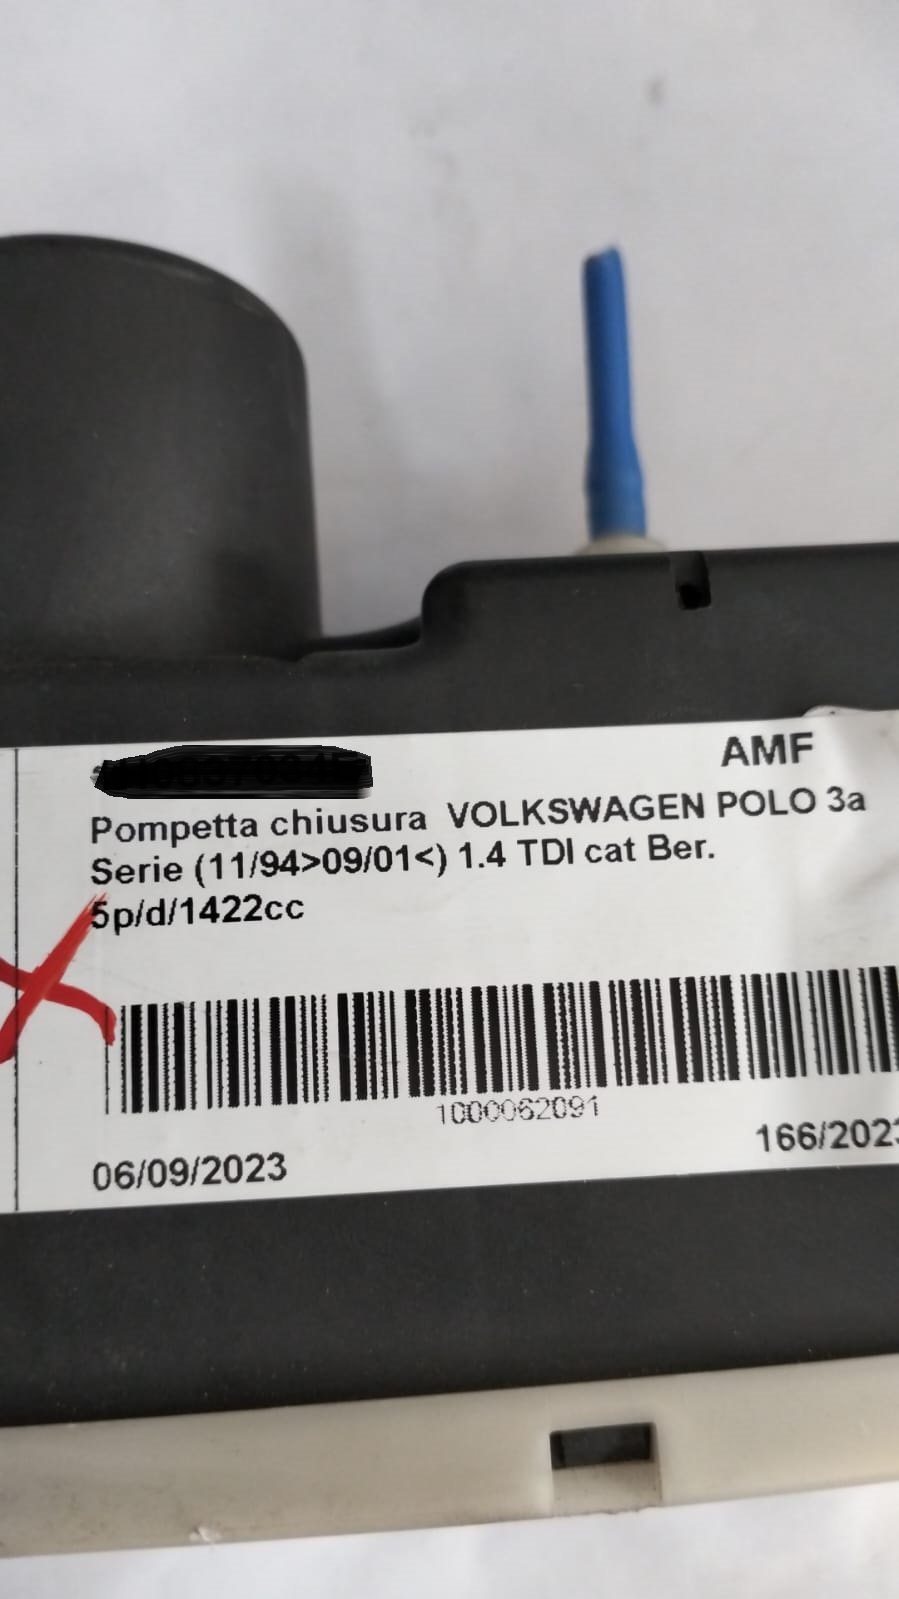 AMF
Pompetta chiusura VOLKSWAGEN POLO 3a
Serie (11/94>09/01<) 1.4 TDI cat Ber.
5p/d/1422cc
1000062091
166/2023
06/09/2023